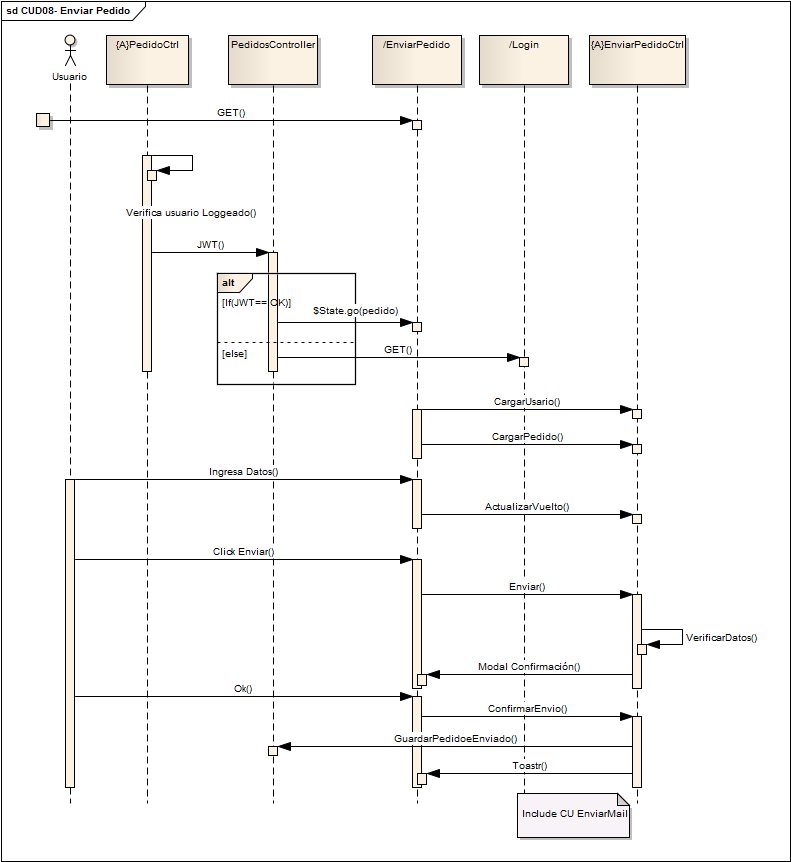 sd CUD08- Enviar Pedido
Usuario
{A}PedidoCtrl
PedidosController
/EnviarPedido
/Login
{A}EnviarPedidoCtrl
GET()
Verifica usuario Loggeado()
JWT()
alt
[If(JWT== OK)]
$State.go(pedido)
GET()
[else]
CargarUsario()
CargarPedido()
Ingresa Datos()
ActualizarVuelto()
Click Enviar()
Enviar()
VerificarDatos()
Modal Confirmación()
Ok()
ConfirmarEnvio()
GuardarPedidoeEnviado()
Toastr()
Include CU EnviarMail